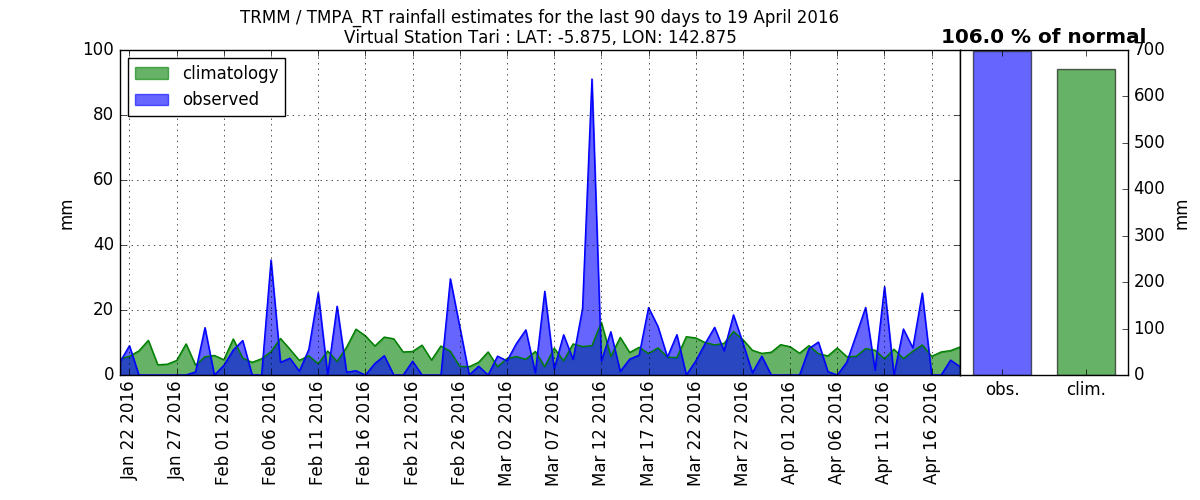 TRMM / TMPA_RT rainfall estimates for the last 90 days to 19 April 2016
Virtual Station Tari : LAT: -5.875, LON: 142.875
106.0 % of normal
climatology
observed
100
80
60
40
20
0
mm
Jan 22 2016
Jan 27 2016
Feb 01 2016
Feb 06 2016
Feb 11 2016
Feb 16 2016
Feb 21 2016
Feb 26 2016
Mar 02 2016
Mar 07 2016
Mar 12 2016
Mar 17 2016
Mar 22 2016
Mar 27 2016
Apr 01 2016
Apr 06 2016
Apr 11 2016
Apr 16 2016
700
600
500
400
300
200
100
0
mm
obs.
clim.